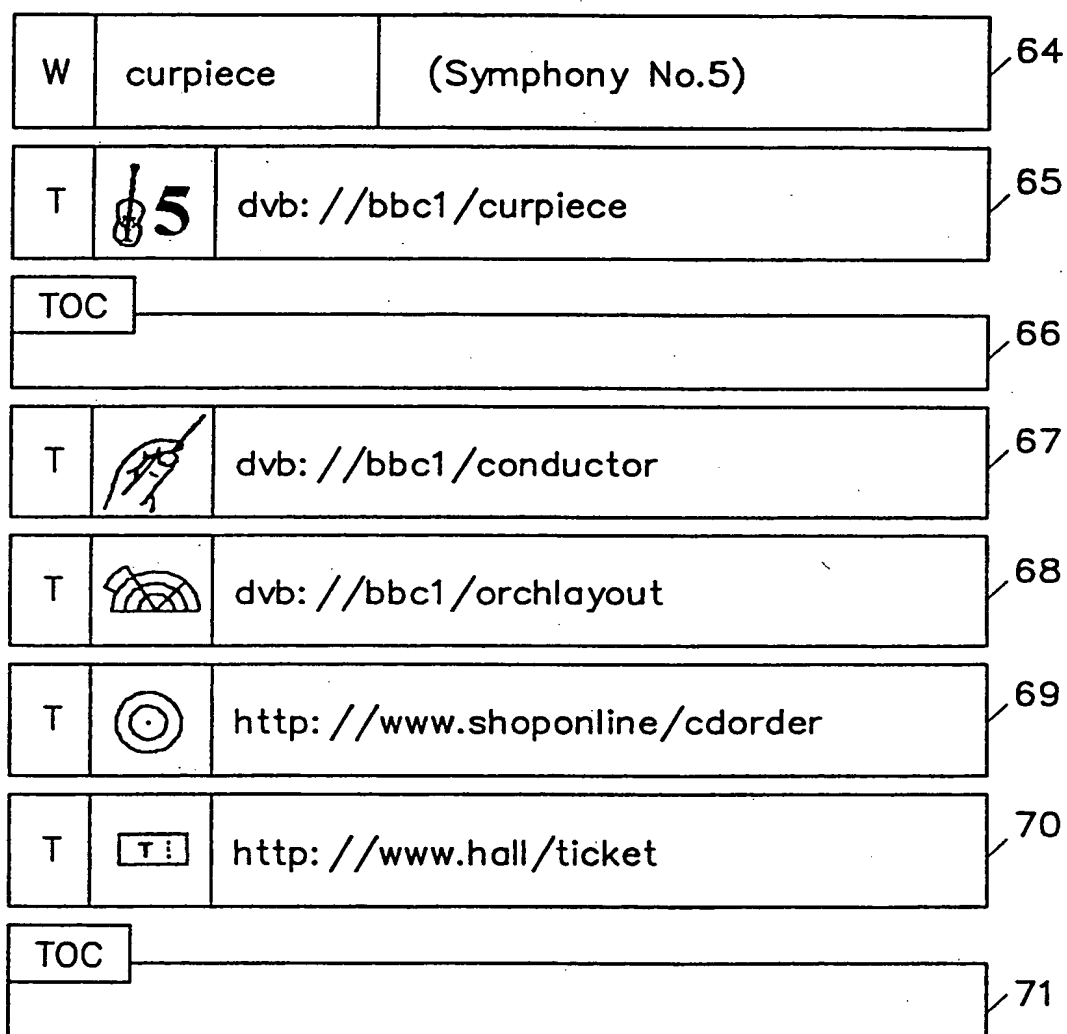 W curpiece (Symphony No.5) 64
T T 5 dvb: //bbc1/curpiece 65
TOC
66
T dvb: //bbc1/conductor 67
T dvb: //bbc1/orchlayout 68
T http: //www.shoponline/cdorder 69
T T http: //www.hall/ticket 70
TOC
71